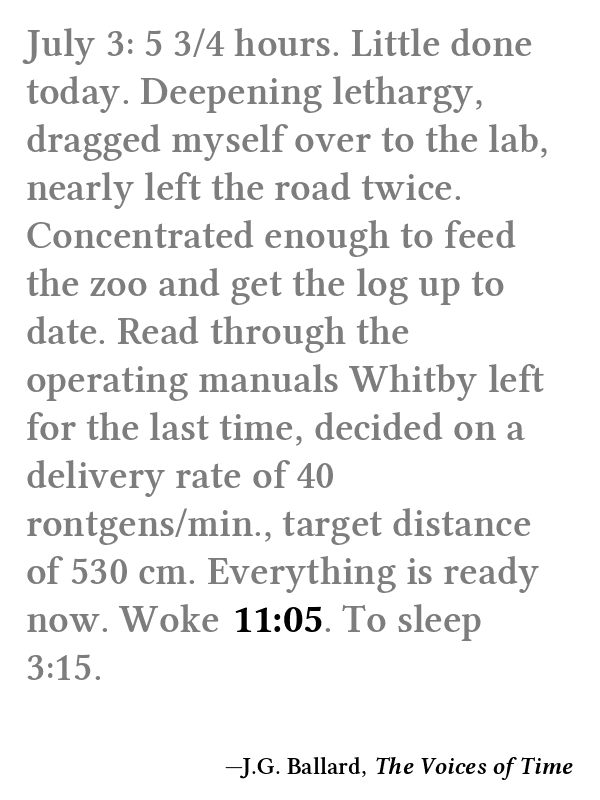 July 3: 5 3/4 hours. Little done
today. Deepening lethargy,
dragged myself over to the lab,
nearly left the road twice.
Concentrated enough to feed
the zoo and get the log up to
date. Read through the
operating manuals Whitby left
for the last time, decided on a
delivery rate of 40
rontgens/min., target distance
of 530 cm. Everything is ready
now. Woke 11:05. To sleep
3:15.
—J.G. Ballard, The Voices of Time